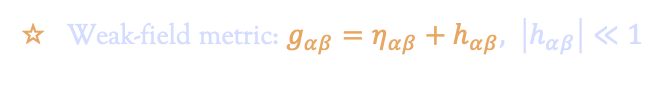 ☆ Weak-field metric: gαβ = ηαβ + hαβ, |hαβ| ≪ 1